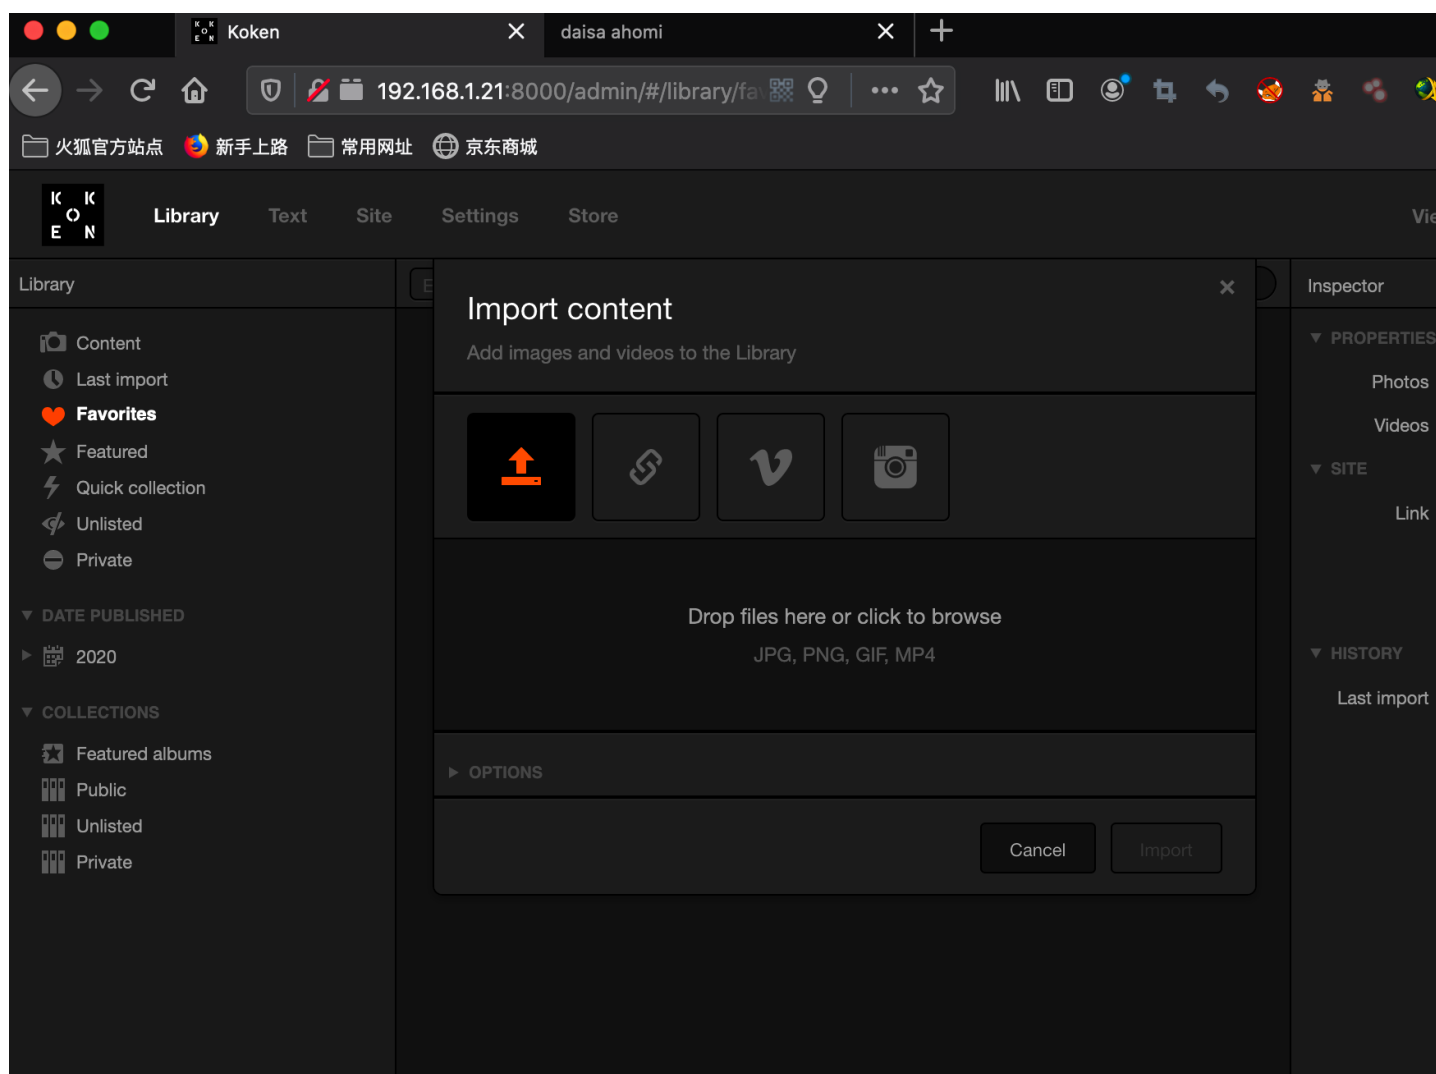 Koken
daisa ahomi
192.168.1.21:8000/admin/#/library/fav
火狐官方站点 新手上路 常用网址 京东商城
KOKEN
Library Text Site Settings Store
Library
Inspector
Content
Last import
Favorites
Featured
Quick collection
Unlisted
Private
DATE PUBLISHED
2020
COLLECTIONS
Featured albums
Public
Unlisted
Private
Import content
Add images and videos to the Library
Drop files here or click to browse
JPG, PNG, GIF, MP4
OPTIONS
Cancel Import
PROPERTIES
Photos
Videos
SITE
Link
HISTORY
Last import